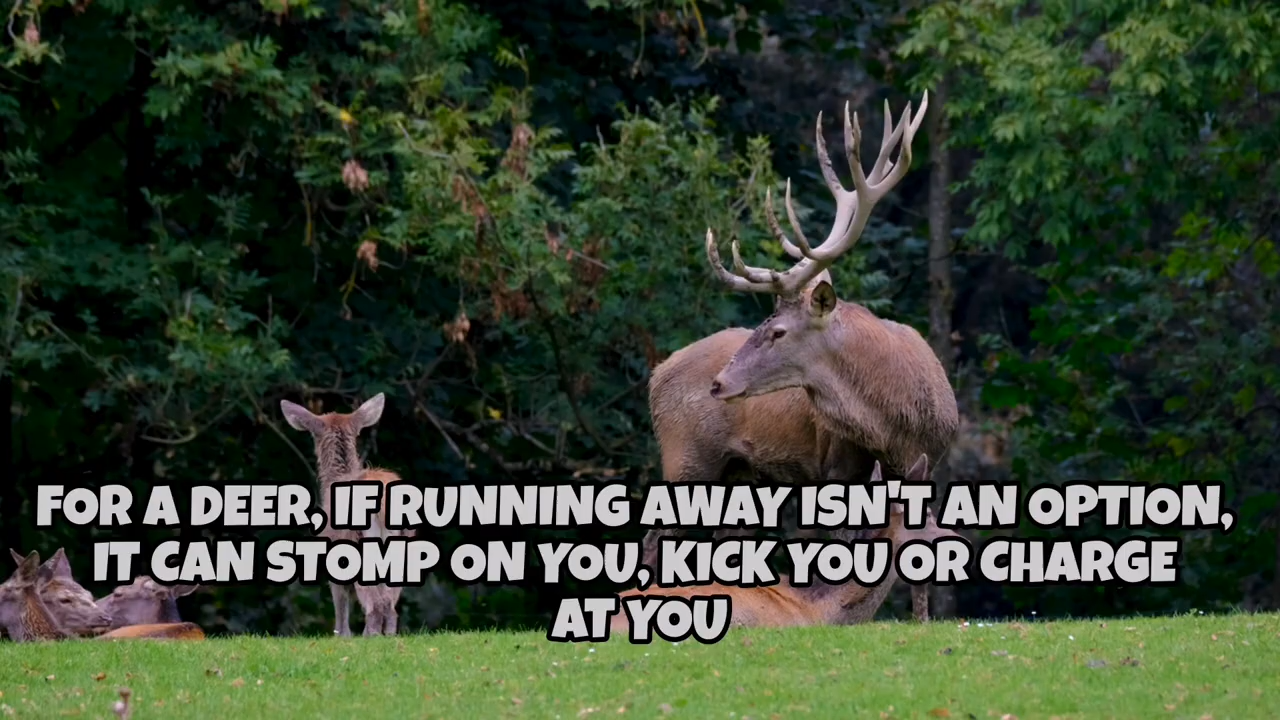 FOR A DEER, IF RUNNING AWAY ISN'T AN OPTION,
IT CAN STOMP ON YOU, KICK YOU OR CHARGE
AT YOU